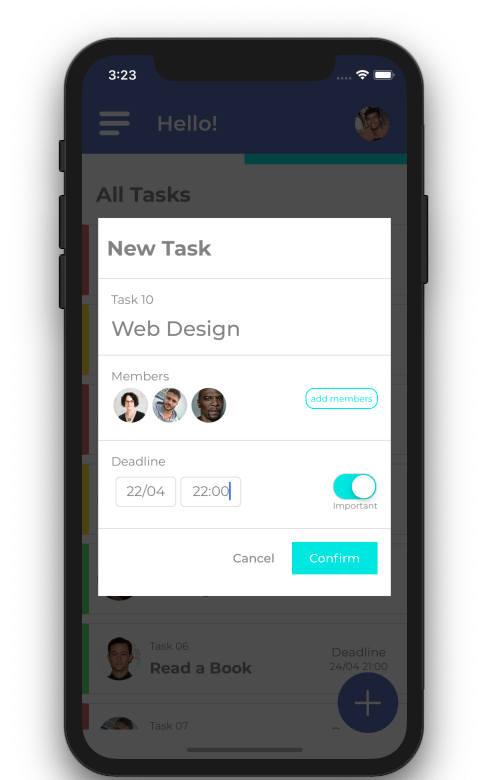 3:23
Hello!
All Tasks
New Task
Task 10
Web Design
Members
add members
Deadline
22/04 22:00
Important
Cancel Confirm
Task 06
Deadline
Read a Book
24/04 21:00
Task 07